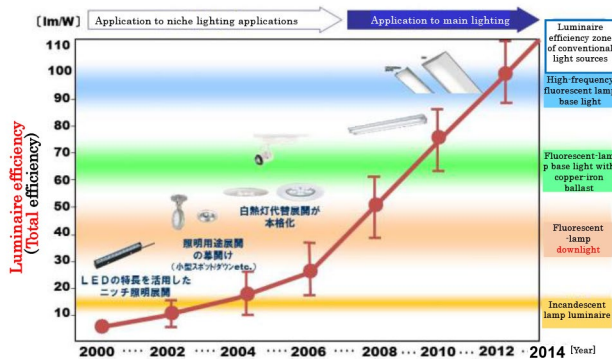 [lm/W]
Application to niche lighting applications
Application to main lighting
Luminaire
efficiency zone
of conventional
light sources
110
100
90
80
70
60
50
40
30
20
10
Luminaire efficiency
(Total efficiency)
High-frequency
fluorescent lamp
base light
Fluorescent-lam
p base light with
copper-iron
ballast
Fluorescent
-lamp
downlight
Incandescent
lamp luminaire
白熱灯代替展開が
本格化
照明用途展開
の幕開け
(小型スポットダウンetc.)
LEDの特長を活用した
ニッチ照明展開
2000 ···· 2002 ···· 2004 ···· 2006 ···· 2008 ···· 2010 ···· 2012 ···· 2014 [Year]